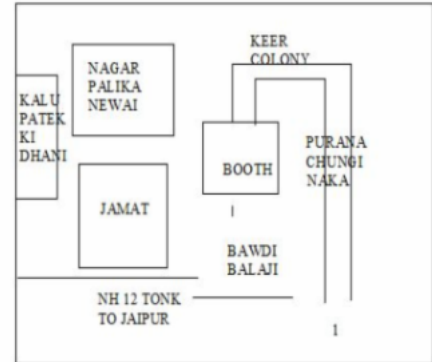 KEER
COLONY
NAGAR
PALIKA
NEWAI
KALU
PATEK
KI
DHANI
PURANA
CHUNGI
NAKA
BOOTH
JAMAT
BAWDI
BALAJI
NH 12 TONK
TO JAIPUR
1